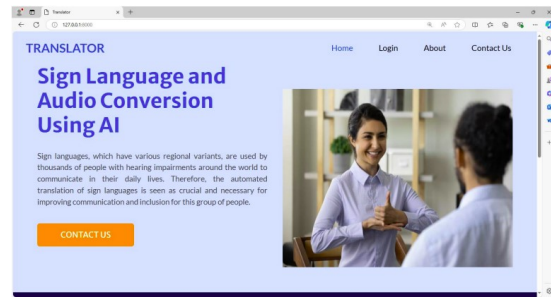 Translator
127.0.0.1
TRANSLATOR
Home Login About Contact Us
Sign Language and
Audio Conversion
Using AI
Sign languages, which have various regional variants, are used by
thousands of people with hearing impairments around the world to
communicate in their daily lives. Therefore, the automated
translation of sign languages is seen as crucial and necessary for
improving communication and inclusion for this group of people.
CONTACT US